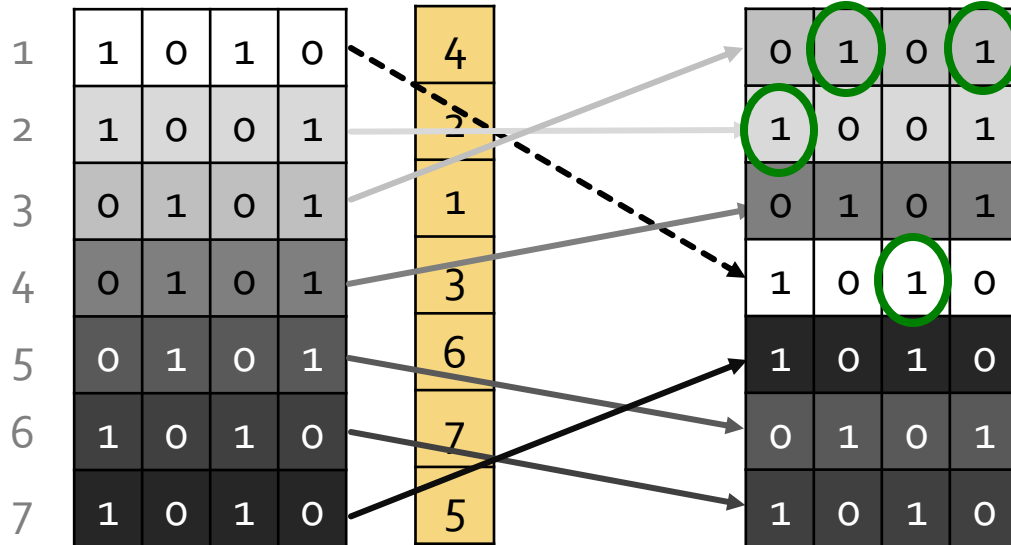 1 1 0 1 0 4 0 1 0 1
2 1 0 0 1 2 1 0 0 1
3 0 1 0 1 1 0 1 0 1
4 0 1 0 1 3 1 0 1 0
5 0 1 0 1 6 1 0 1 0
6 1 0 1 0 7 0 1 0 1
7 1 0 1 0 5 1 0 1 0